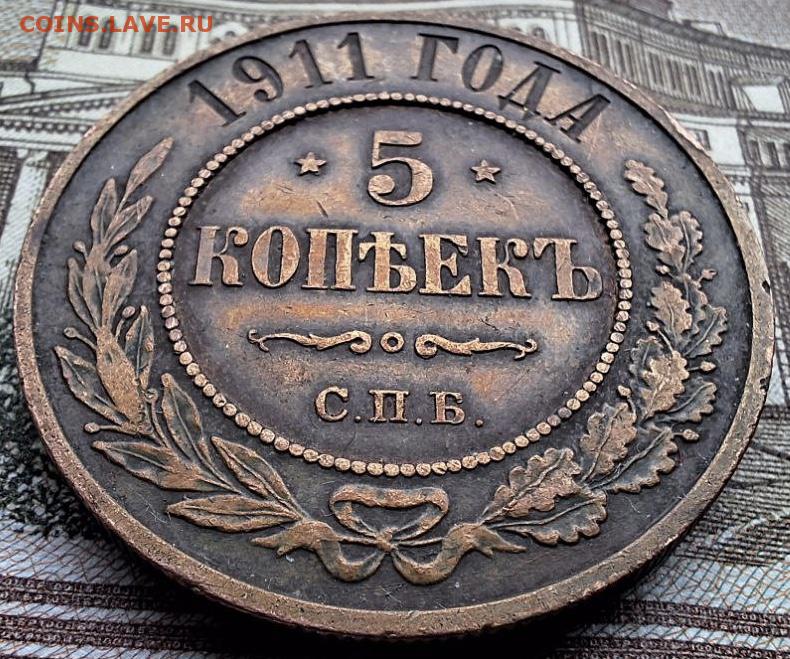 COINS.LAVE.RU
1911 ГОДА
5
КОПѢЕКЪ
С.П.Б.